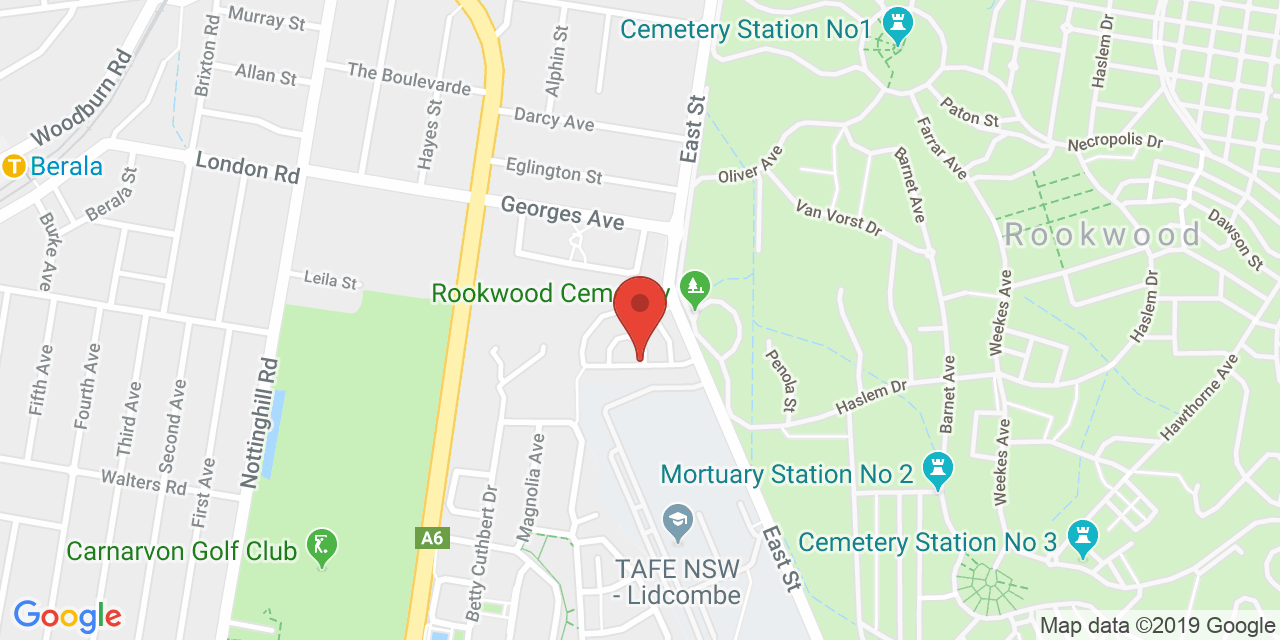 Murray St
Brixton Rd
Allan St
The Boulevarde
Alphin St
Cemetery Station No1
Haslem Dr
Woodburn Rd
Hayes St
Darcy Ave
East St
Paton St
Farrar Ave
Necropolis Dr
Berala
London Rd
Eglington St
Oliver Ave
Barnet Ave
Berala St
Burke Ave
Georges Ave
Van Vorst Dr
Rookwood
Dawson St
Leila St
Rookwood Cem
y
Weekes Ave
Haslem Dr
Fifth Ave
Fourth Ave
Third Ave
Second Ave
First Ave
Nottinghill Rd
Penola St
Haslem Dr
Barnet Ave
Hawthorne Ave
Walters Rd
Magnolia Ave
Betty Cuthbert Dr
Mortuary Station No 2
Weekes Ave
A6
Carnarvon Golf Club
East St
Cemetery Station No 3
TAFE NSW
- Lidcombe
Google
Map data ©2019 Google